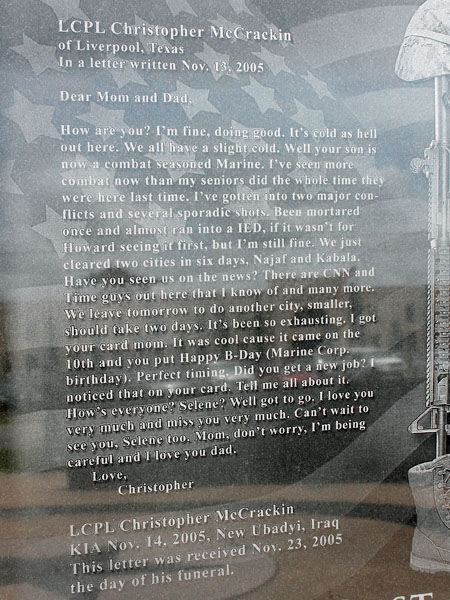 LCPL Christopher McCrackin
of Liverpool, Texas
In a letter written Nov. 13, 2005
Dear Mom and Dad,
How are you? I'm fine, doing good. It's cold as hell
out here. We all have a slight cold. Well your son is
now a combat seasoned Marine. I've seen more
combat now than my seniors did the whole time they
were here last time. I've gotten into two major con-
flicts and several sporadic shots. Been mortared
once and almost ran into a IED, if it wasn't for
Howard seeing it first, but I'm still fine. We just
cleared two cities in six days, Najaf and Kabala.
Have you seen us on the news? There are CNN and
Time guys out here that I know of and many more.
We leave tomorrow to do another city, smaller,
should take two days. It's been so exhausting. I got
your card mom. It was cool cause it came on the
10th and you put Happy B-Day (Marine Corp.
birthday). Perfect timing. Did you get a new job? I
noticed that on your card. Tell me all about it.
How's everyone? Selene? Well got to go. I love you
very much and miss you very much. Can't wait to
see you, Selene too. Mom, don't worry, I'm being
careful and I love you dad.
Love,
Christopher
LCPL Christopher McCrackin
KIA Nov. 14, 2005, New Ubadyi, Iraq
This letter was received Nov. 23, 2005
the day of his funeral.